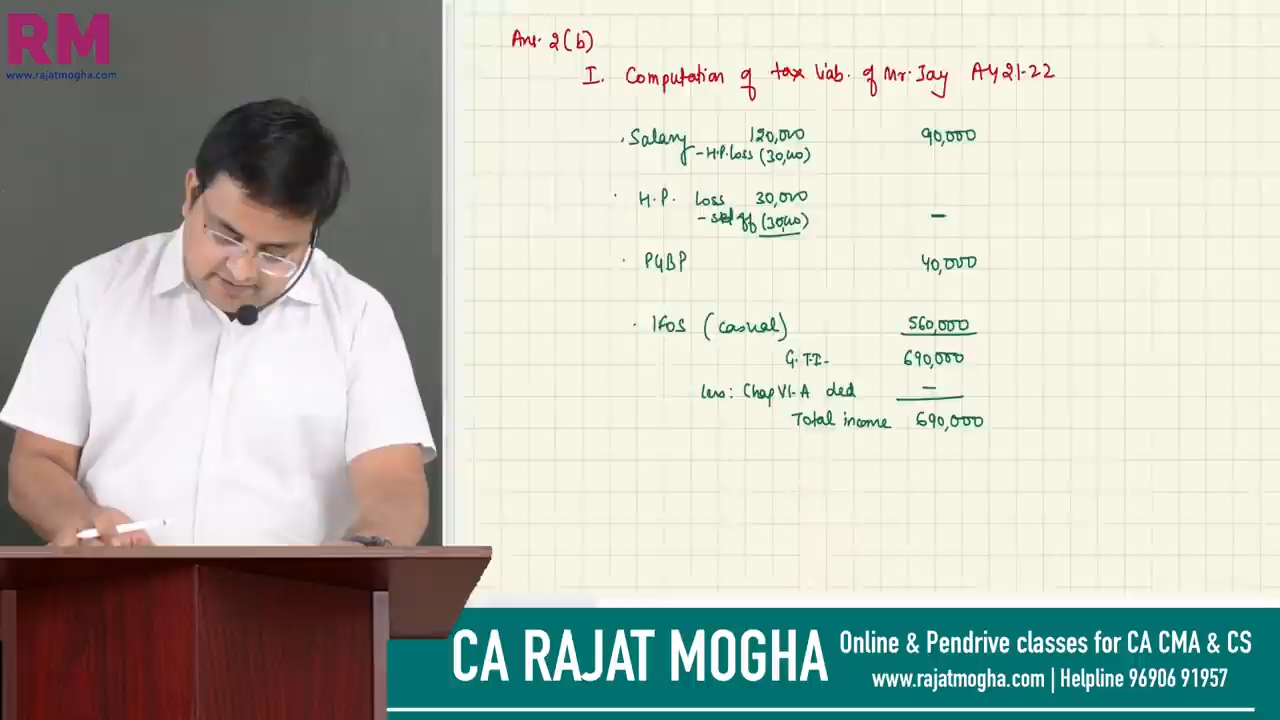 RM
www.rajatmogha.com
Ans. 2(b)
I. Computation of tax liab. of Mr. Jay AY 21-22
Salary 120,000 90,000
- H.P. loss (30,000)
H.P. loss 30,000
- set off (30,000) —
PGBP 40,000
IFOS (casual) 560,000
G.T.I. 690,000
Less: Chap VI-A ded —
Total income 690,000
CA RAJAT MOGHA
Online & Pendrive classes for CA CMA & CS
www.rajatmogha.com | Helpline 96906 91957